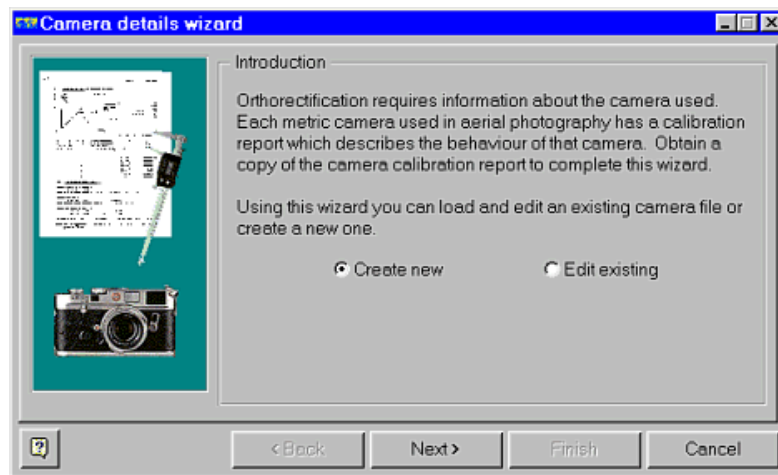 Camera details wizard
Introduction
Orthorectification requires information about the camera used.
Each metric camera used in aerial photography has a calibration
report which describes the behaviour of that camera. Obtain a
copy of the camera calibration report to complete this wizard.
Using this wizard you can load and edit an existing camera file or
create a new one.
Create new
Edit existing
<Back
Next>
Finish
Cancel